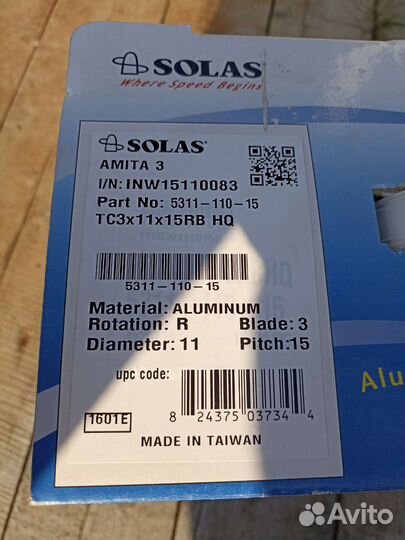 SOLAS
Where Speed Begins
SOLAS
AMITA 3
I/N: INW15110083
Part No: 5311-110-15
TC3x11x15RB HQ
5311-110-15
Material: ALUMINUM
Rotation: R Blade: 3
Diameter: 11 Pitch: 15
upc code:
8 24375 03734 4
1601E
MADE IN TAIWAN
Alu
Avito